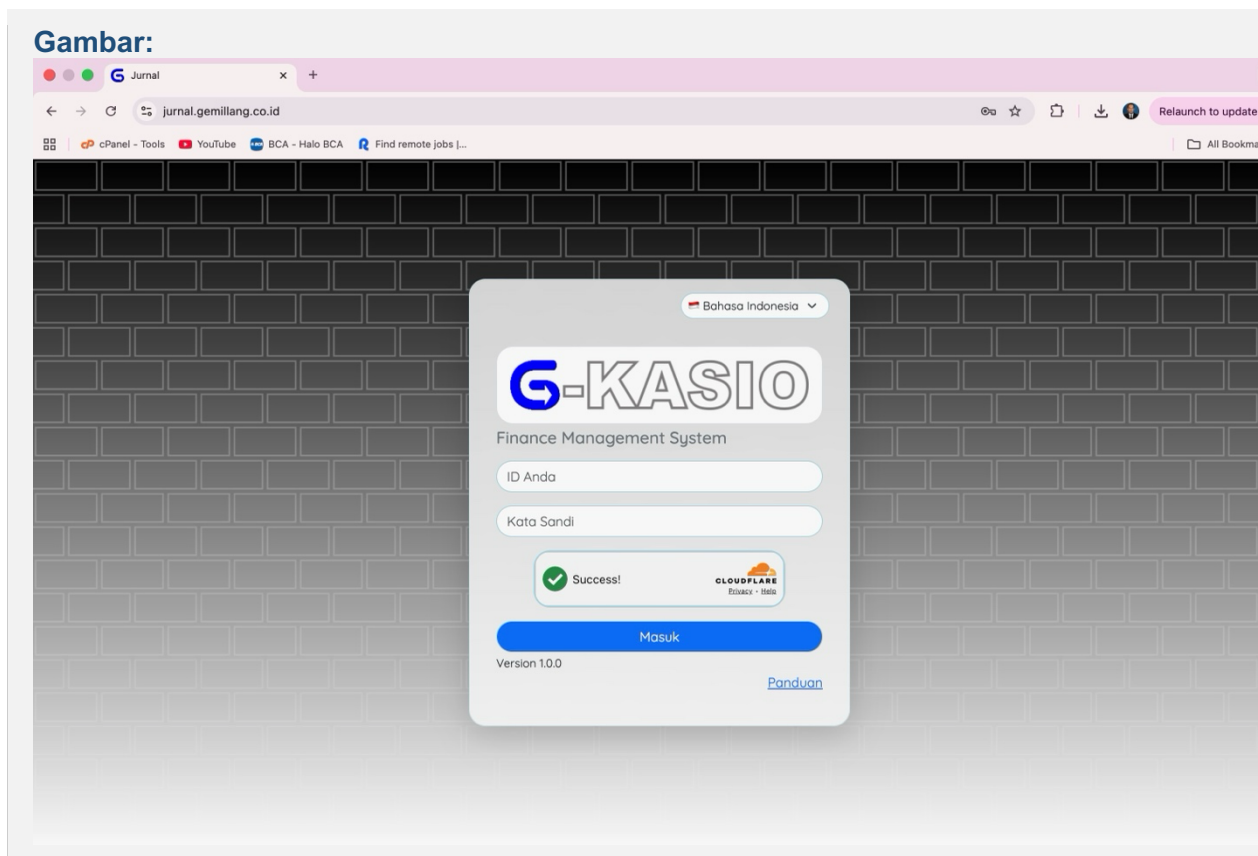 Gambar:
Jurnal
jurnal.gemillang.co.id
Relaunch to update
cPanel - Tools YouTube BCA - Halo BCA Find remote jobs |...
All Bookma
Bahasa Indonesia
G-KASIO
Finance Management System
ID Anda
Kata Sandi
Success!
CLOUDFLARE
Privacy • Help
Masuk
Version 1.0.0
Panduan